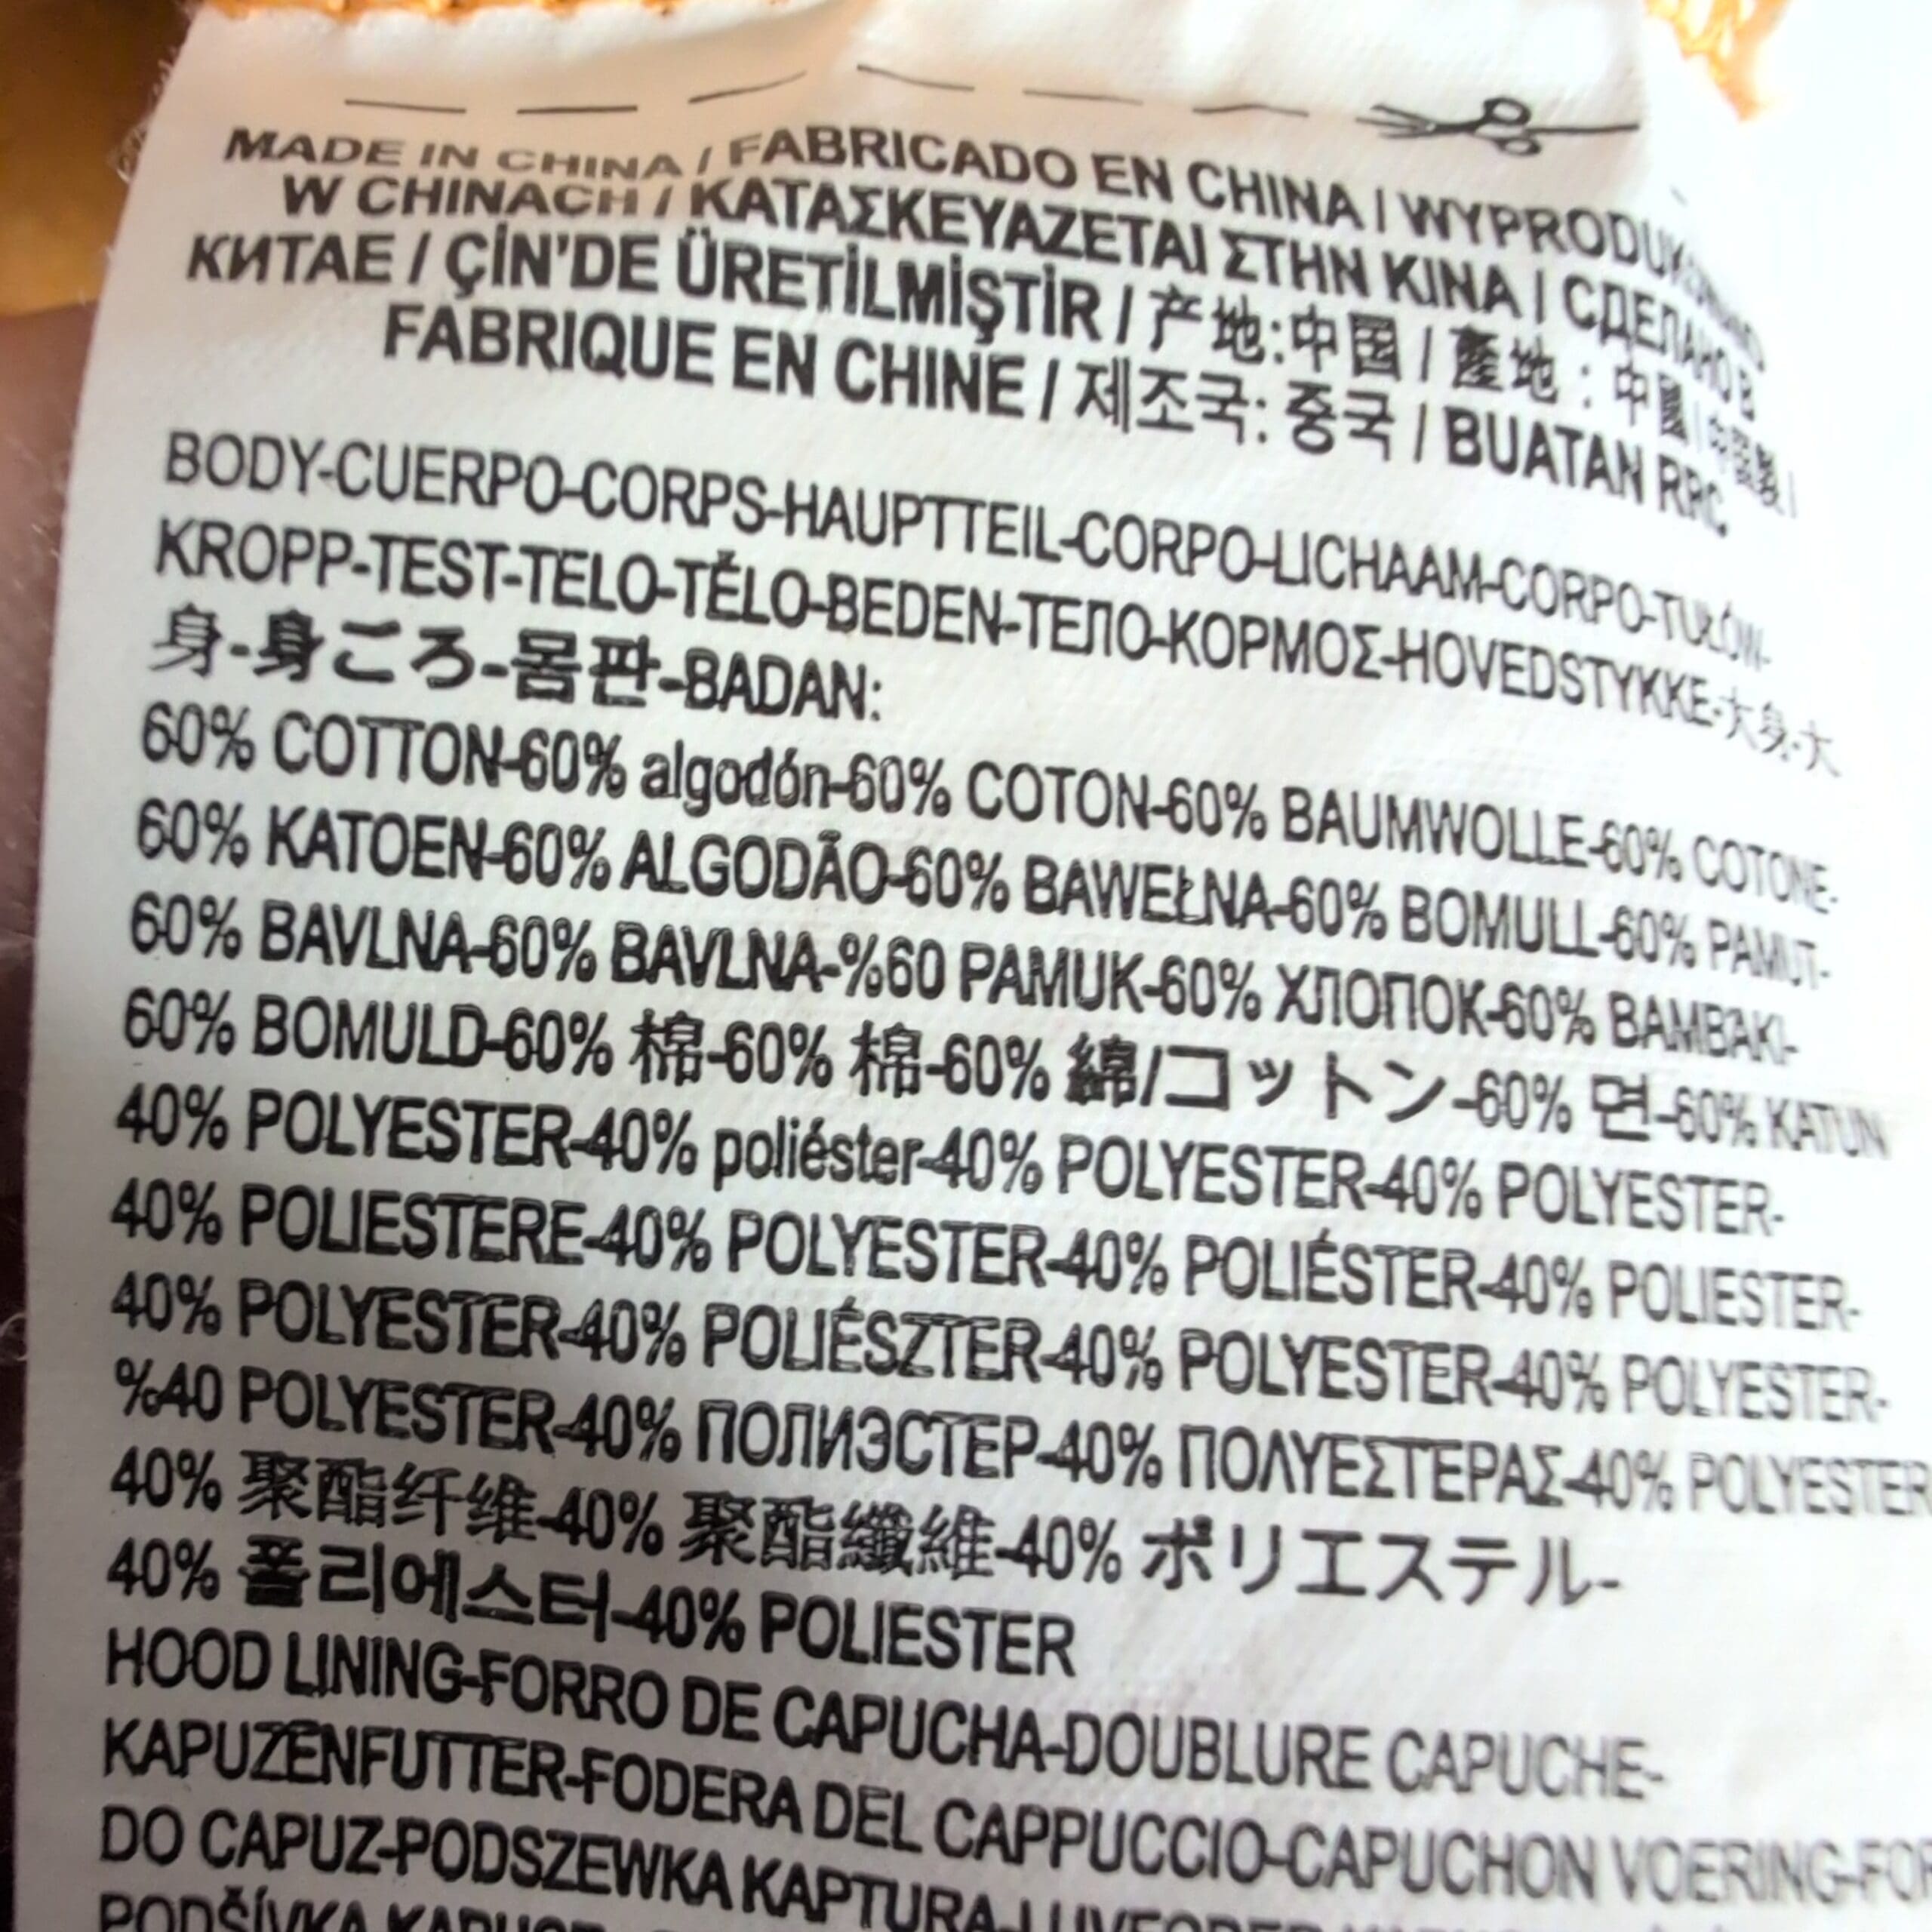 MADE IN CHINA / FABRICADO EN CHINA / WYPRODUKOWANO
W CHINACH / ΚΑΤΑΣΚΕΥΑΖΕΤΑΙ ΣΤΗΝ ΚΙΝΑ / СДЕЛАНО В
КИТАЕ / ÇİN'DE ÜRETİLMİŞTİR / 产地:中国 / 產地:中國 / 中国製 /
FABRIQUE EN CHINE / 제조국: 중국 / BUATAN RRC
BODY-CUERPO-CORPS-HAUPTTEIL-CORPO-LICHAAM-CORPO-TUŁÓW-
KROPP-TEST-TELO-TĚLO-BEDEN-ТЕЛО-ΚΟΡΜΟΣ-HOVEDSTYKKE-大身-大
身-身ごろ-몸판-BADAN:
60% COTTON-60% algodón-60% COTON-60% BAUMWOLLE-60% COTONE-
60% KATOEN-60% ALGODÃO-60% BAWEŁNA-60% BOMULL-60% PAMUT-
60% BAVLNA-60% BAVLNA-%60 PAMUK-60% ХЛОПОК-60% ΒΑΜΒΑΚΙ-
60% BOMULD-60% 棉-60% 棉-60% 綿/コットン-60% 면-60% KATUN
40% POLYESTER-40% poliéster-40% POLYESTER-40% POLYESTER-
40% POLIESTERE-40% POLYESTER-40% POLIÉSTER-40% POLIESTER-
40% POLYESTER-40% POLIÉSZTER-40% POLYESTER-40% POLYESTER-
%40 POLYESTER-40% ПОЛИЭСТЕР-40% ΠΟΛΥΕΣΤΕΡΑΣ-40% POLYESTER
40% 聚酯纤维-40% 聚酯纖維-40% ポリエステル-
40% 폴리에스터-40% POLIESTER
HOOD LINING-FORRO DE CAPUCHA-DOUBLURE CAPUCHE-
KAPUZENFUTTER-FODERA DEL CAPPUCCIO-CAPUCHON VOERING-FOR
DO CAPUZ-PODSZEWKA KAPTURA-
PODŠÍVKA